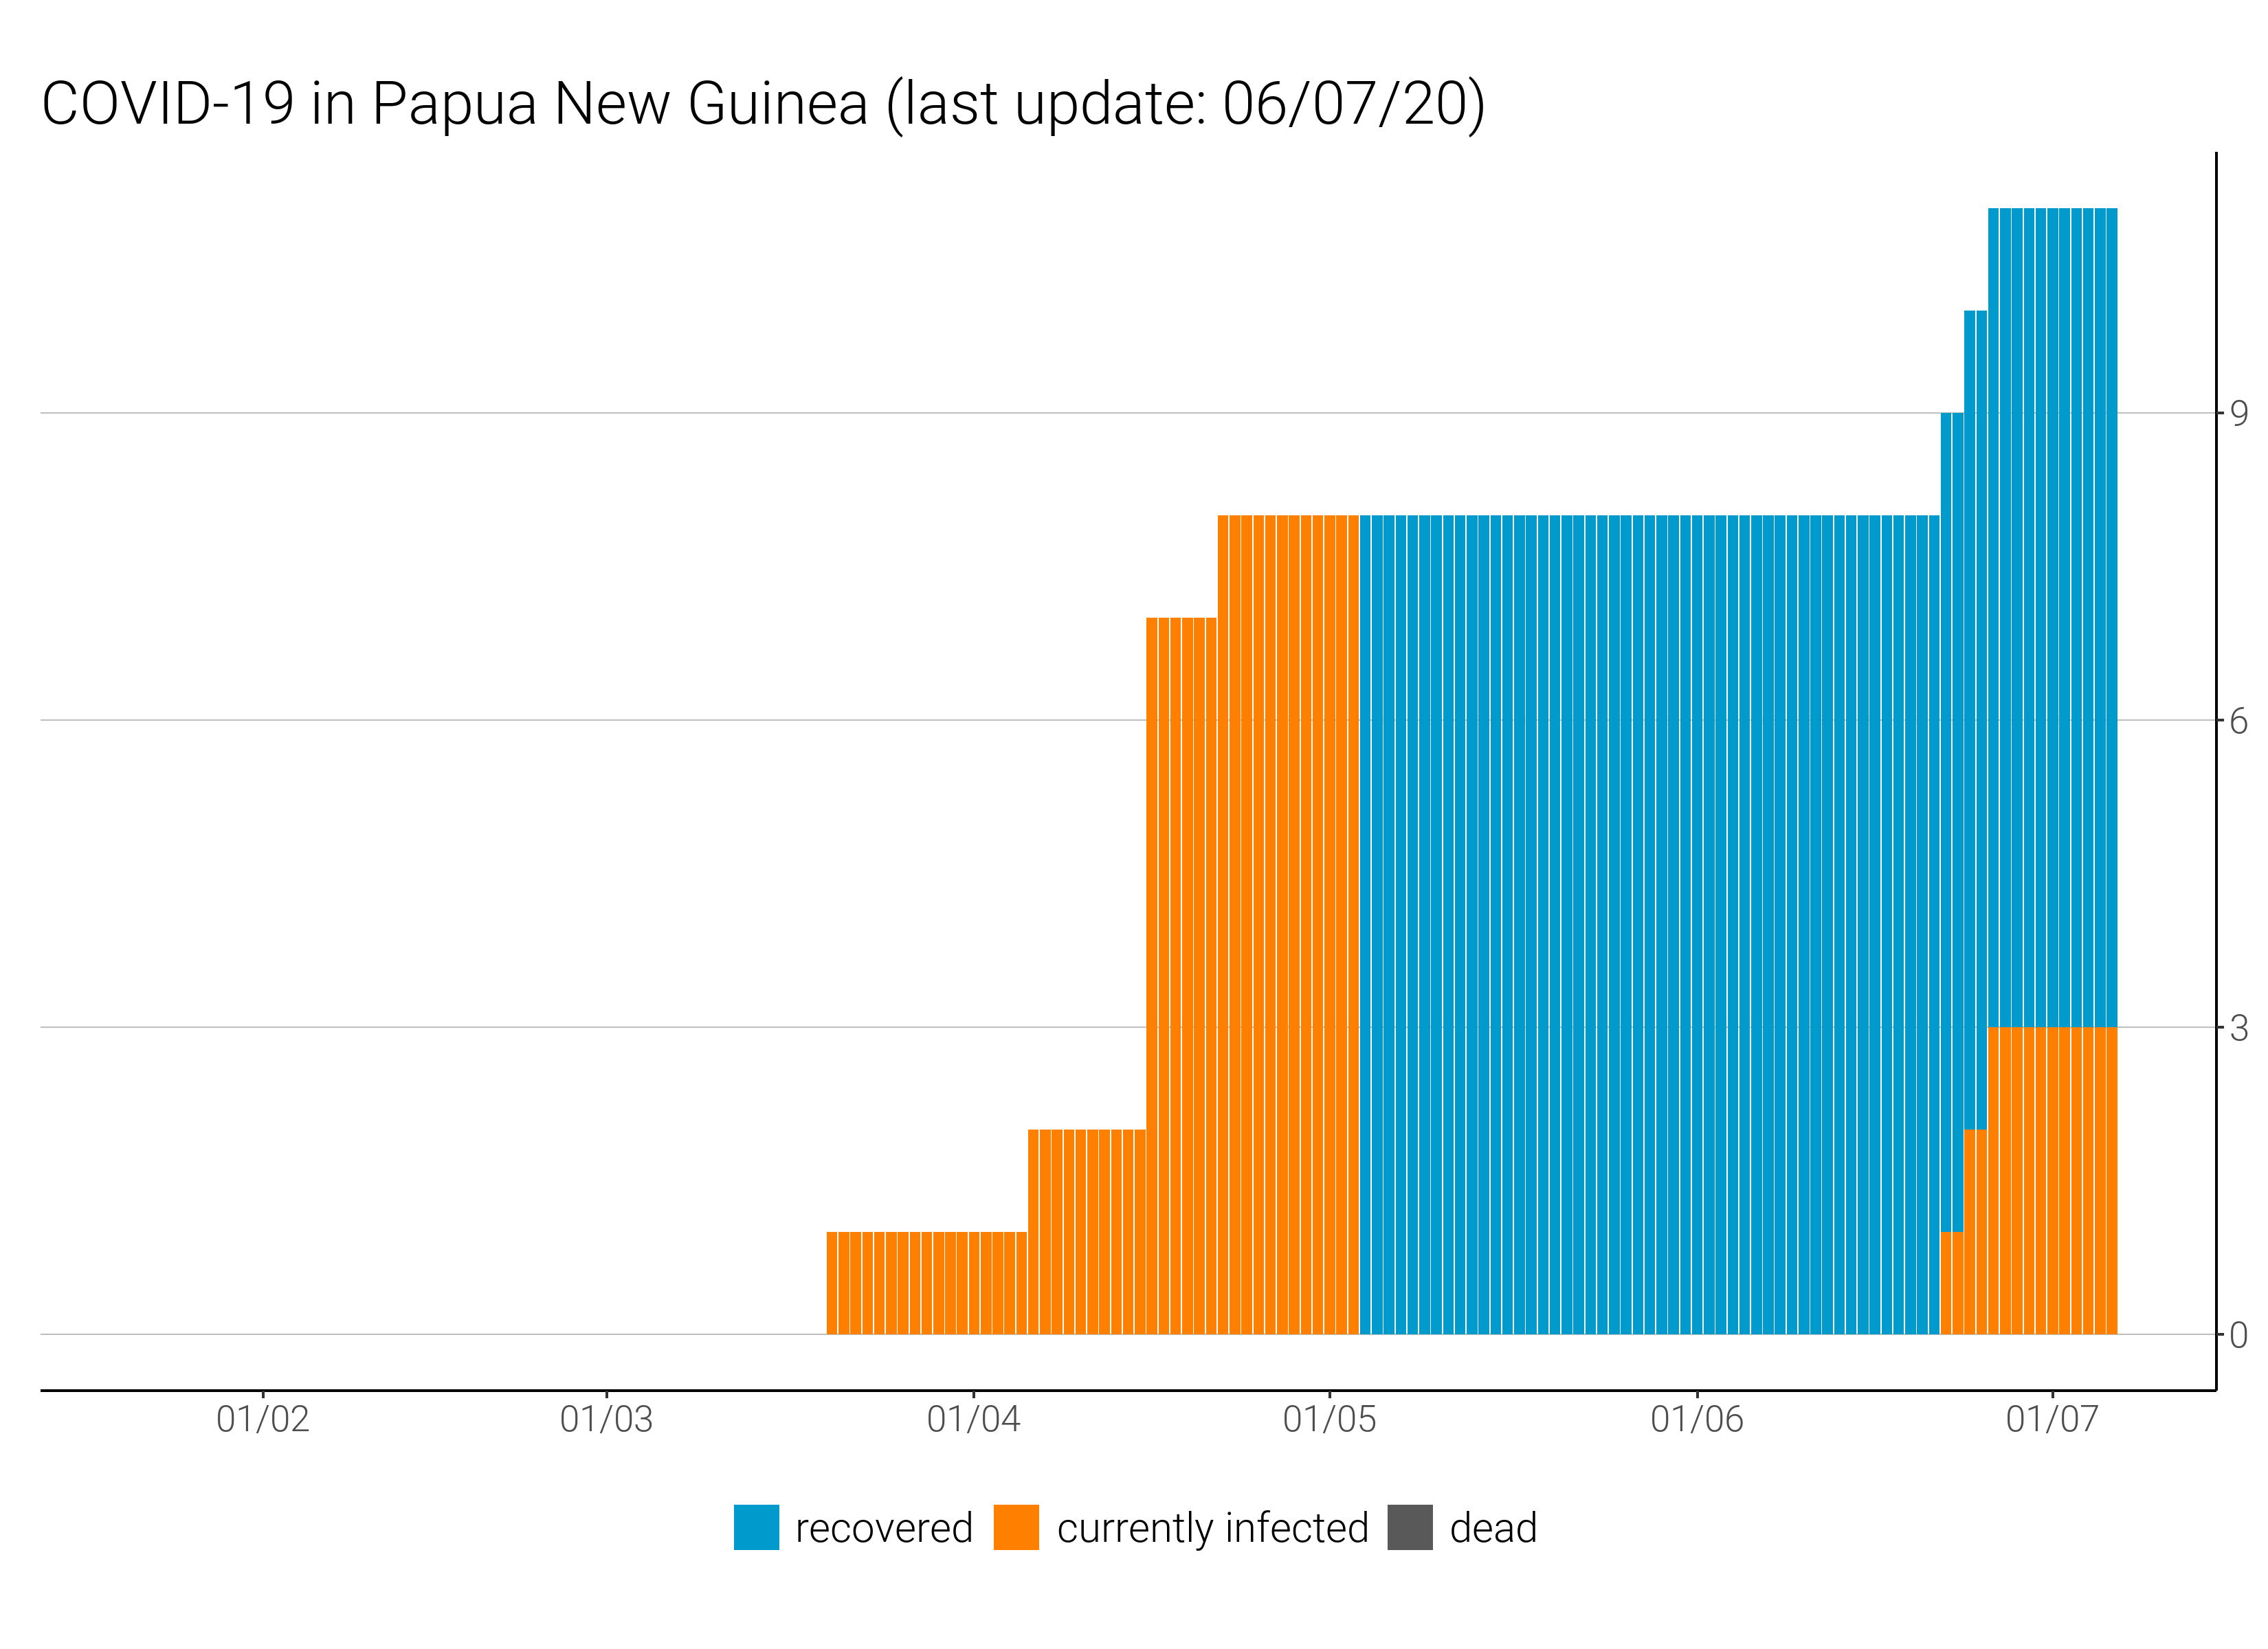 COVID-19 in Papua New Guinea (last update: 06/07/20)
9
6
3
0
01/02 01/03 01/04 01/05 01/06 01/07
recovered currently infected dead